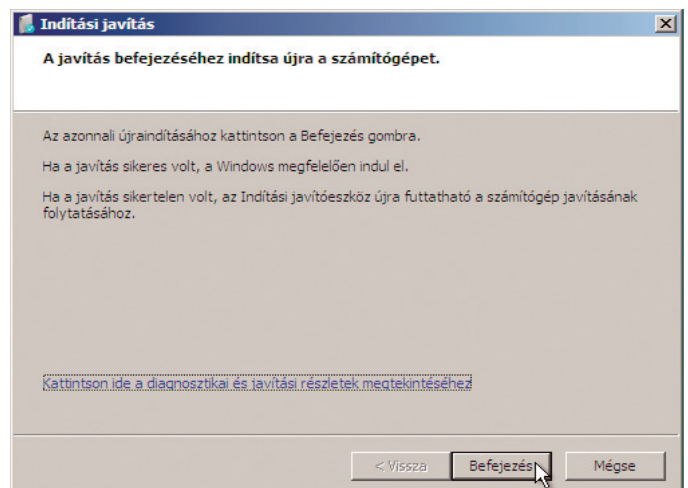 Indítási javítás
A javítás befejezéséhez indítsa újra a számítógépet.
Az azonnali újraindításához kattintson a Befejezés gombra.
Ha a javítás sikeres volt, a Windows megfelelően indul el.
Ha a javítás sikertelen volt, az Indítási javítóeszköz újra futtatható a számítógép javításának
folytatásához.
Kattintson ide a diagnosztikai és javítási részletek megtekintéséhez
< Vissza
Befejezés
Mégse